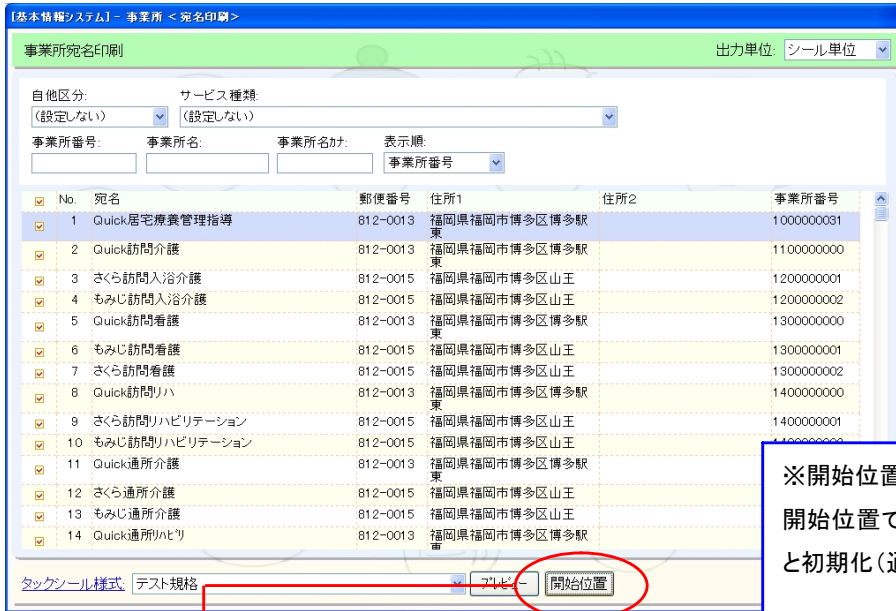 [基本情報システム] - 事業所 <宛名印刷>
事業所宛名印刷 出力単位: シール単位
自他区分: サービス種類:
(設定しない) (設定しない)
事業所番号: 事業所名: 事業所名カナ: 表示順:
事業所番号
No. 宛名 郵便番号 住所1 住所2 事業所番号
1 Quick居宅療養管理指導 812-0013 福岡県福岡市博多区博多駅東 1000000031
2 Quick訪問介護 812-0013 福岡県福岡市博多区博多駅東 1100000000
3 さくら訪問入浴介護 812-0015 福岡県福岡市博多区山王 1200000001
4 もみじ訪問入浴介護 812-0015 福岡県福岡市博多区山王 1200000002
5 Quick訪問看護 812-0013 福岡県福岡市博多区博多駅東 1300000000
6 もみじ訪問看護 812-0015 福岡県福岡市博多区山王 1300000001
7 さくら訪問看護 812-0015 福岡県福岡市博多区山王 1300000002
8 Quick訪問リハ 812-0013 福岡県福岡市博多区博多駅東 1400000000
9 さくら訪問リハビリテーション 812-0015 福岡県福岡市博多区山王 1400000001
10 もみじ訪問リハビリテーション 812-0015 福岡県福岡市博多区山王
11 Quick通所介護 812-0013 福岡県福岡市博多区博多駅東
12 さくら通所介護 812-0015 福岡県福岡市博多区山王
13 もみじ通所介護 812-0015 福岡県福岡市博多区山王
14 Quick通所リハビリ 812-0013 福岡県福岡市博多区博多駅東
※開始位置
開始位置で
と初期化(通
タックシール様式: テスト規格 プレビュー 開始位置